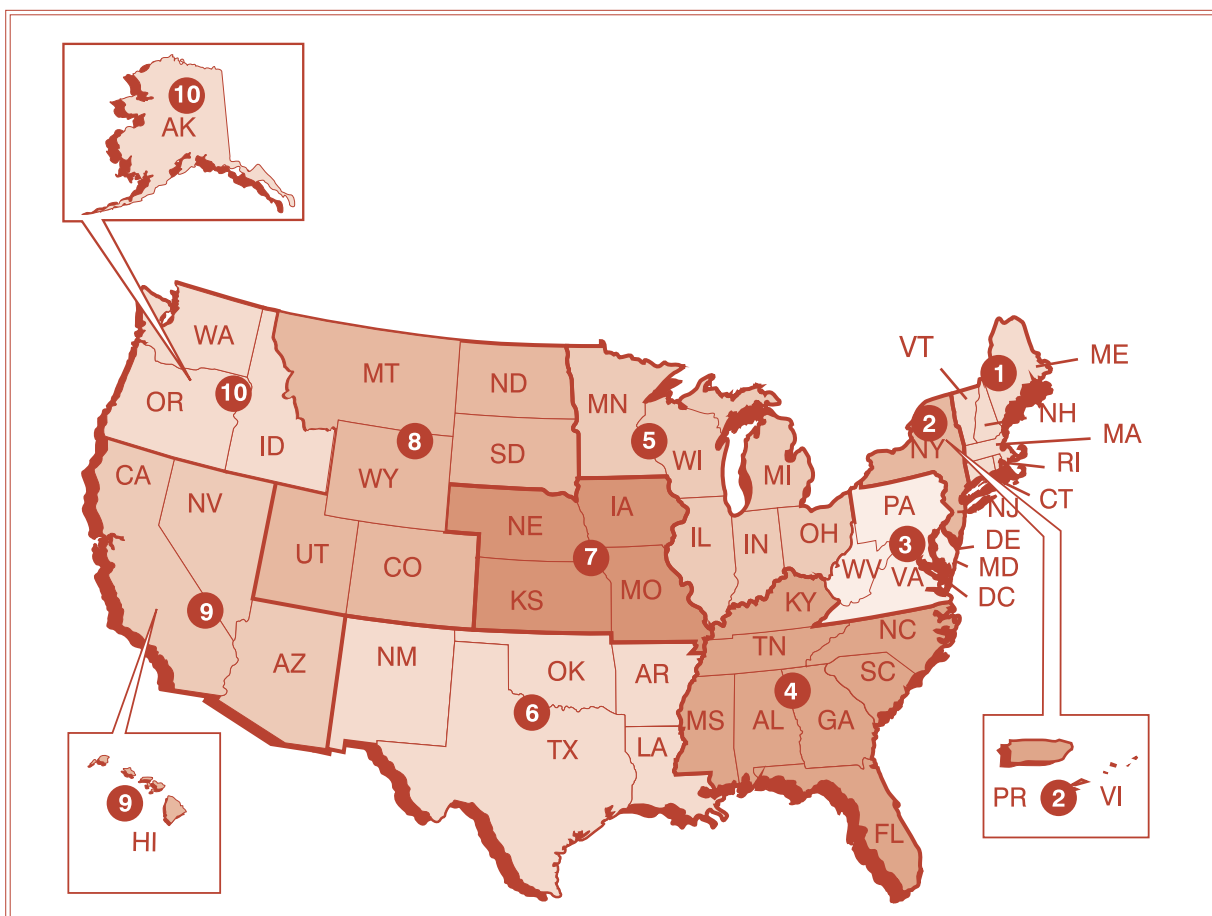 10
AK
WA
OR
10
ID
MT
8
WY
ND
SD
MN
5
WI
MI
VT
1
ME
2
NY
NH
MA
RI
CT
NJ
CA
NV
9
UT
CO
NE
IA
7
KS
MO
IL
IN
OH
PA
3
WV
VA
DE
MD
DC
KY
TN
NC
SC
4
MS
AL
GA
FL
AZ
NM
OK
AR
6
TX
LA
9
HI
PR
2
VI